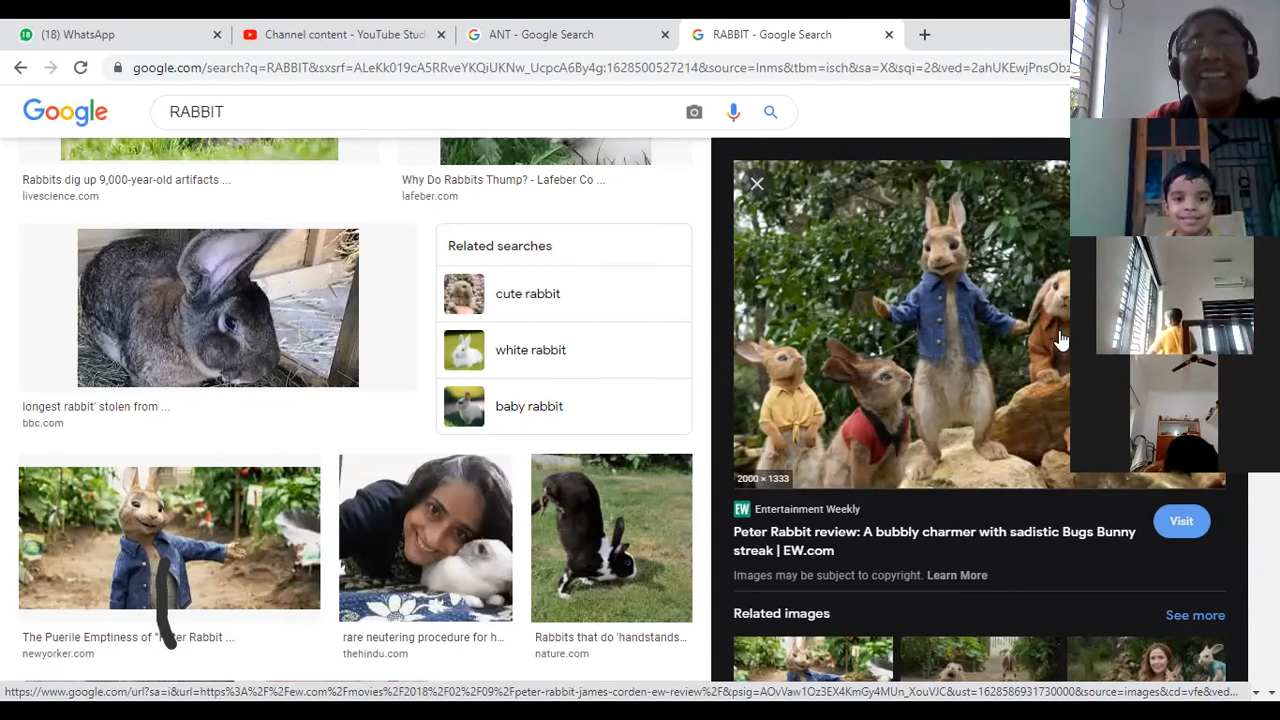 (18) WhatsApp
Channel content - YouTube Stud
ANT - Google Search
RABBIT - Google Search
google.com/search?q=RABBIT&sxsrf=ALeKk019cA5RRveYKQiUKNw_UcpcA6By4g:1628500527214&source=lnms&tbm=isch&sa=X&sqi=2&ved=2ahUKEwjPnsObz
Google
RABBIT
Rabbits dig up 9,000-year-old artifacts ...
livescience.com
Why Do Rabbits Thump? - Lafeber Co ...
lafeber.com
Related searches
cute rabbit
white rabbit
baby rabbit
longest rabbit' stolen from ...
bbc.com
2000 × 1333
EW Entertainment Weekly
Peter Rabbit review: A bubbly charmer with sadistic Bugs Bunny
streak | EW.com
Visit
Images may be subject to copyright. Learn More
Related images
See more
The Puerile Emptiness of "Peter Rabbit ...
newyorker.com
rare neutering procedure for h...
thehindu.com
Rabbits that do 'handstands...
nature.com
https://www.google.com/url?sa=i&url=https%3A%2F%2Few.com%2Fmovies%2F2018%2F02%2F09%2Fpeter-rabbit-james-corden-ew-review%2F&psig=AOvVaw1Oz3EX4KmGy4MUn_XouVJC&ust=1628586931730000&source=images&cd=vfe&ved...